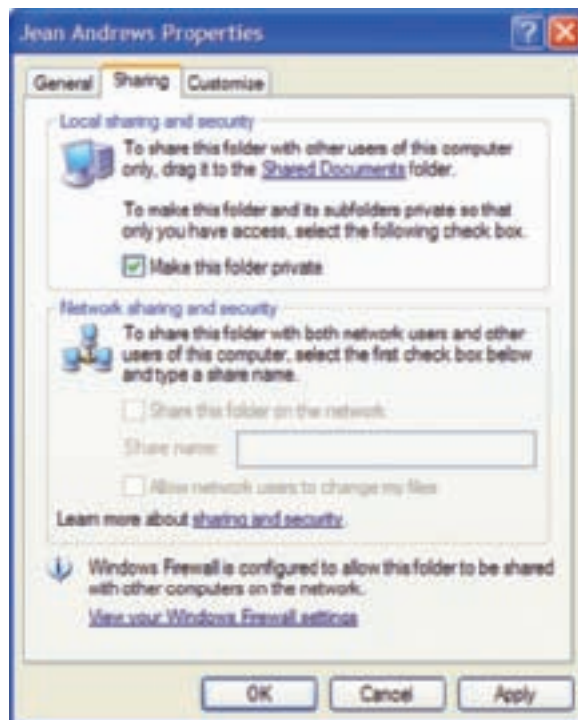 Jean Andrews Properties
General Sharing Customize
Local sharing and security
To share this folder with other users of this computer
only, drag it to the Shared Documents folder.
To make this folder and its subfolders private so that
only you have access, select the following check box.
Make this folder private
Network sharing and security
To share this folder with both network users and other
users of this computer, select the first check box below
and type a share name.
Share this folder on the network
Share name:
Allow network users to change my files
Learn more about sharing and security.
Windows Firewall is configured to allow this folder to be shared
with other computers on the network.
View your Windows Firewall settings
OK Cancel Apply